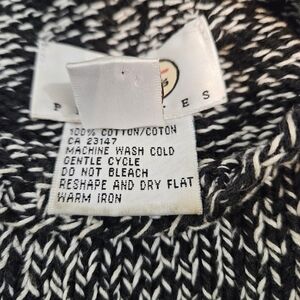 P E S
100% COTTON/COTON
CA 23147
MACHINE WASH COLD
GENTLE CYCLE
DO NOT BLEACH
RESHAPE AND DRY FLAT
WARM IRON